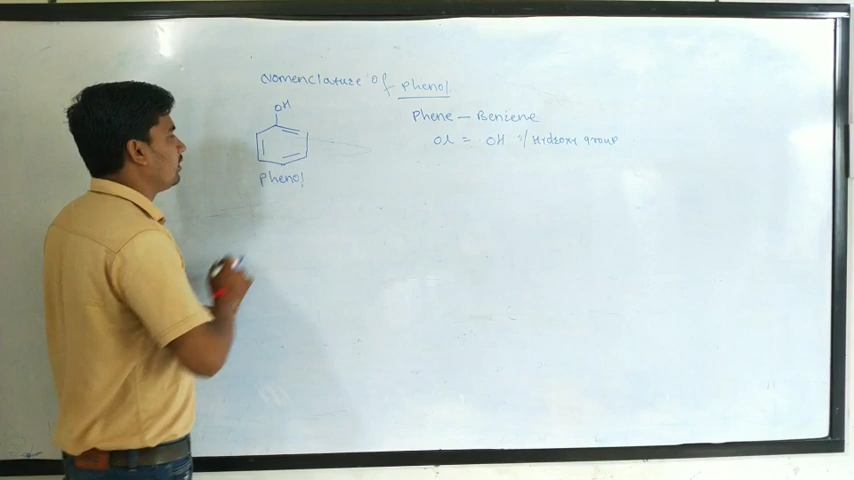 Nomenclature of phenol
OH
Phene - Benzene
Ol = OH / Hydroxy group
phenol